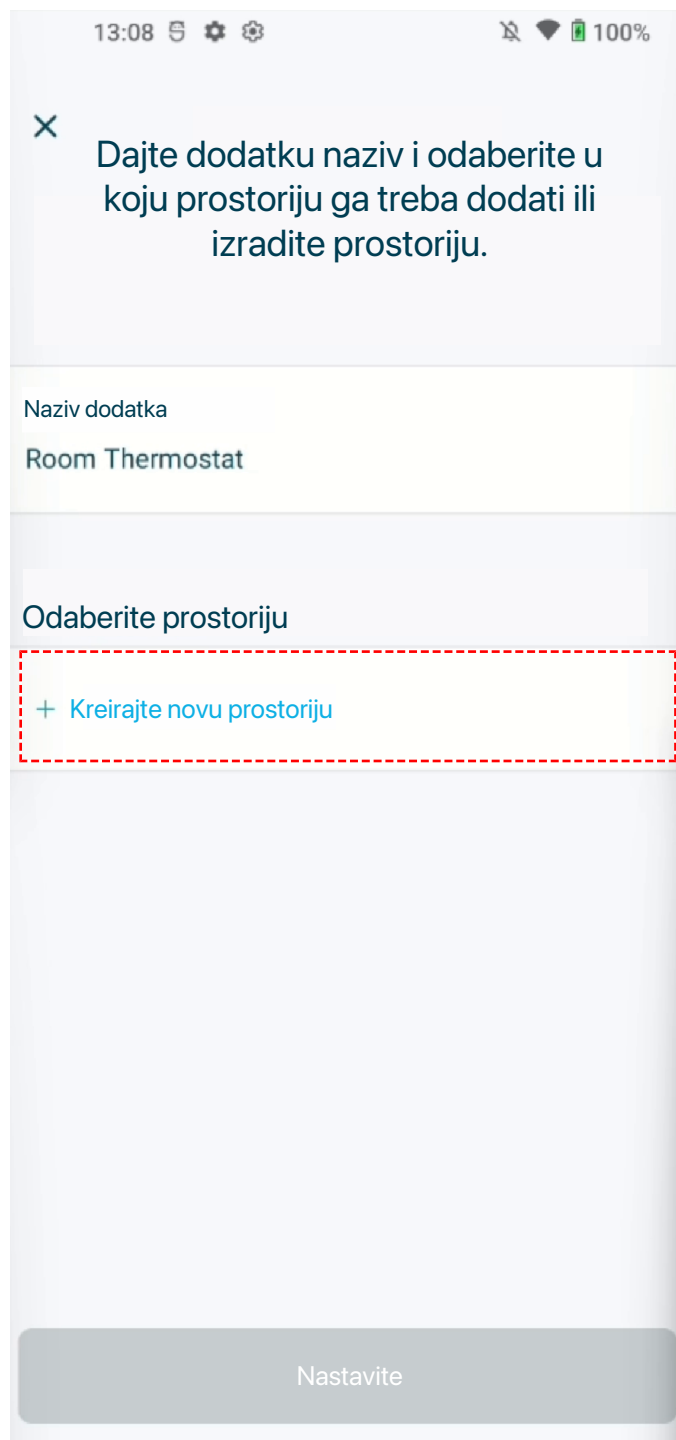 13:08 100%
Dajte dodatku naziv i odaberite u
koju prostoriju ga treba dodati ili
izradite prostoriju.
Naziv dodatka
Room Thermostat
Odaberite prostoriju
+ Kreirajte novu prostoriju
Nastavite